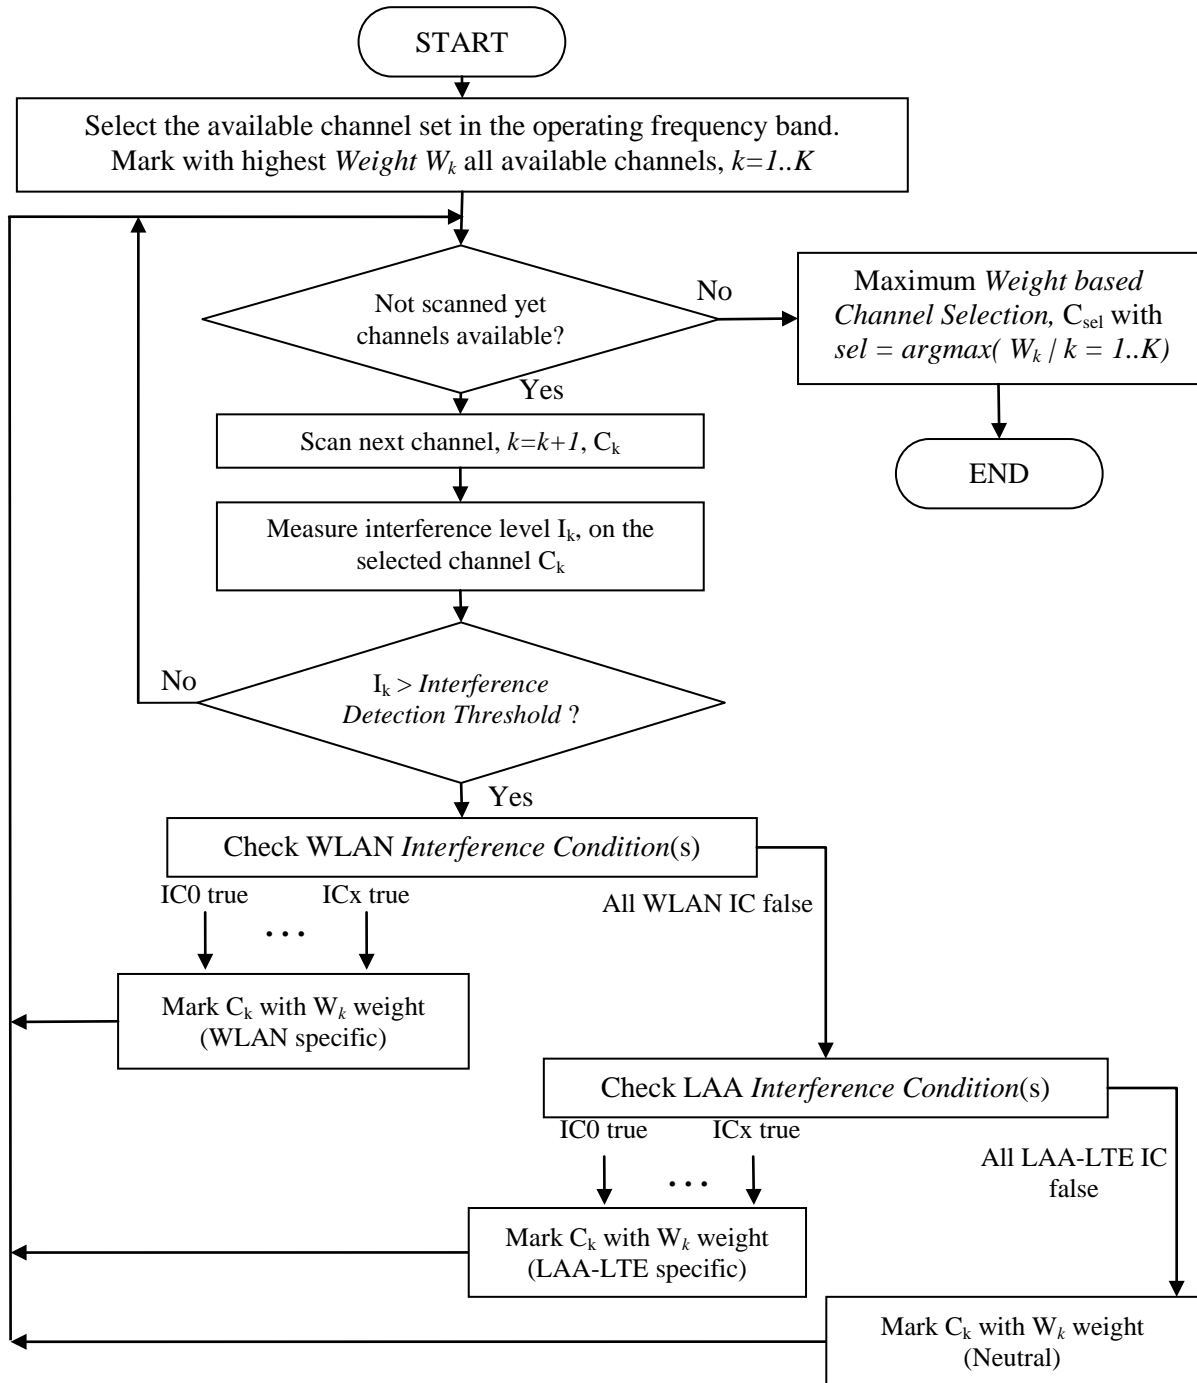 START
Select the available channel set in the operating frequency band.
Mark with highest Weight Wk all available channels, k=1..K
Not scanned yet
channels available?
No
Maximum Weight based
Channel Selection, Csel with
sel = argmax( Wk / k = 1..K)
Yes
END
Scan next channel, k=k+1, Ck
Measure interference level Ik, on the
selected channel Ck
No
Ik > Interference
Detection Threshold ?
Yes
Check WLAN Interference Condition(s)
IC0 true
ICx true
All WLAN IC false
...
Mark Ck with Wk weight
(WLAN specific)
Check LAA Interference Condition(s)
IC0 true
ICx true
All LAA-LTE IC
false
...
Mark Ck with Wk weight
(LAA-LTE specific)
Mark Ck with Wk weight
(Neutral)